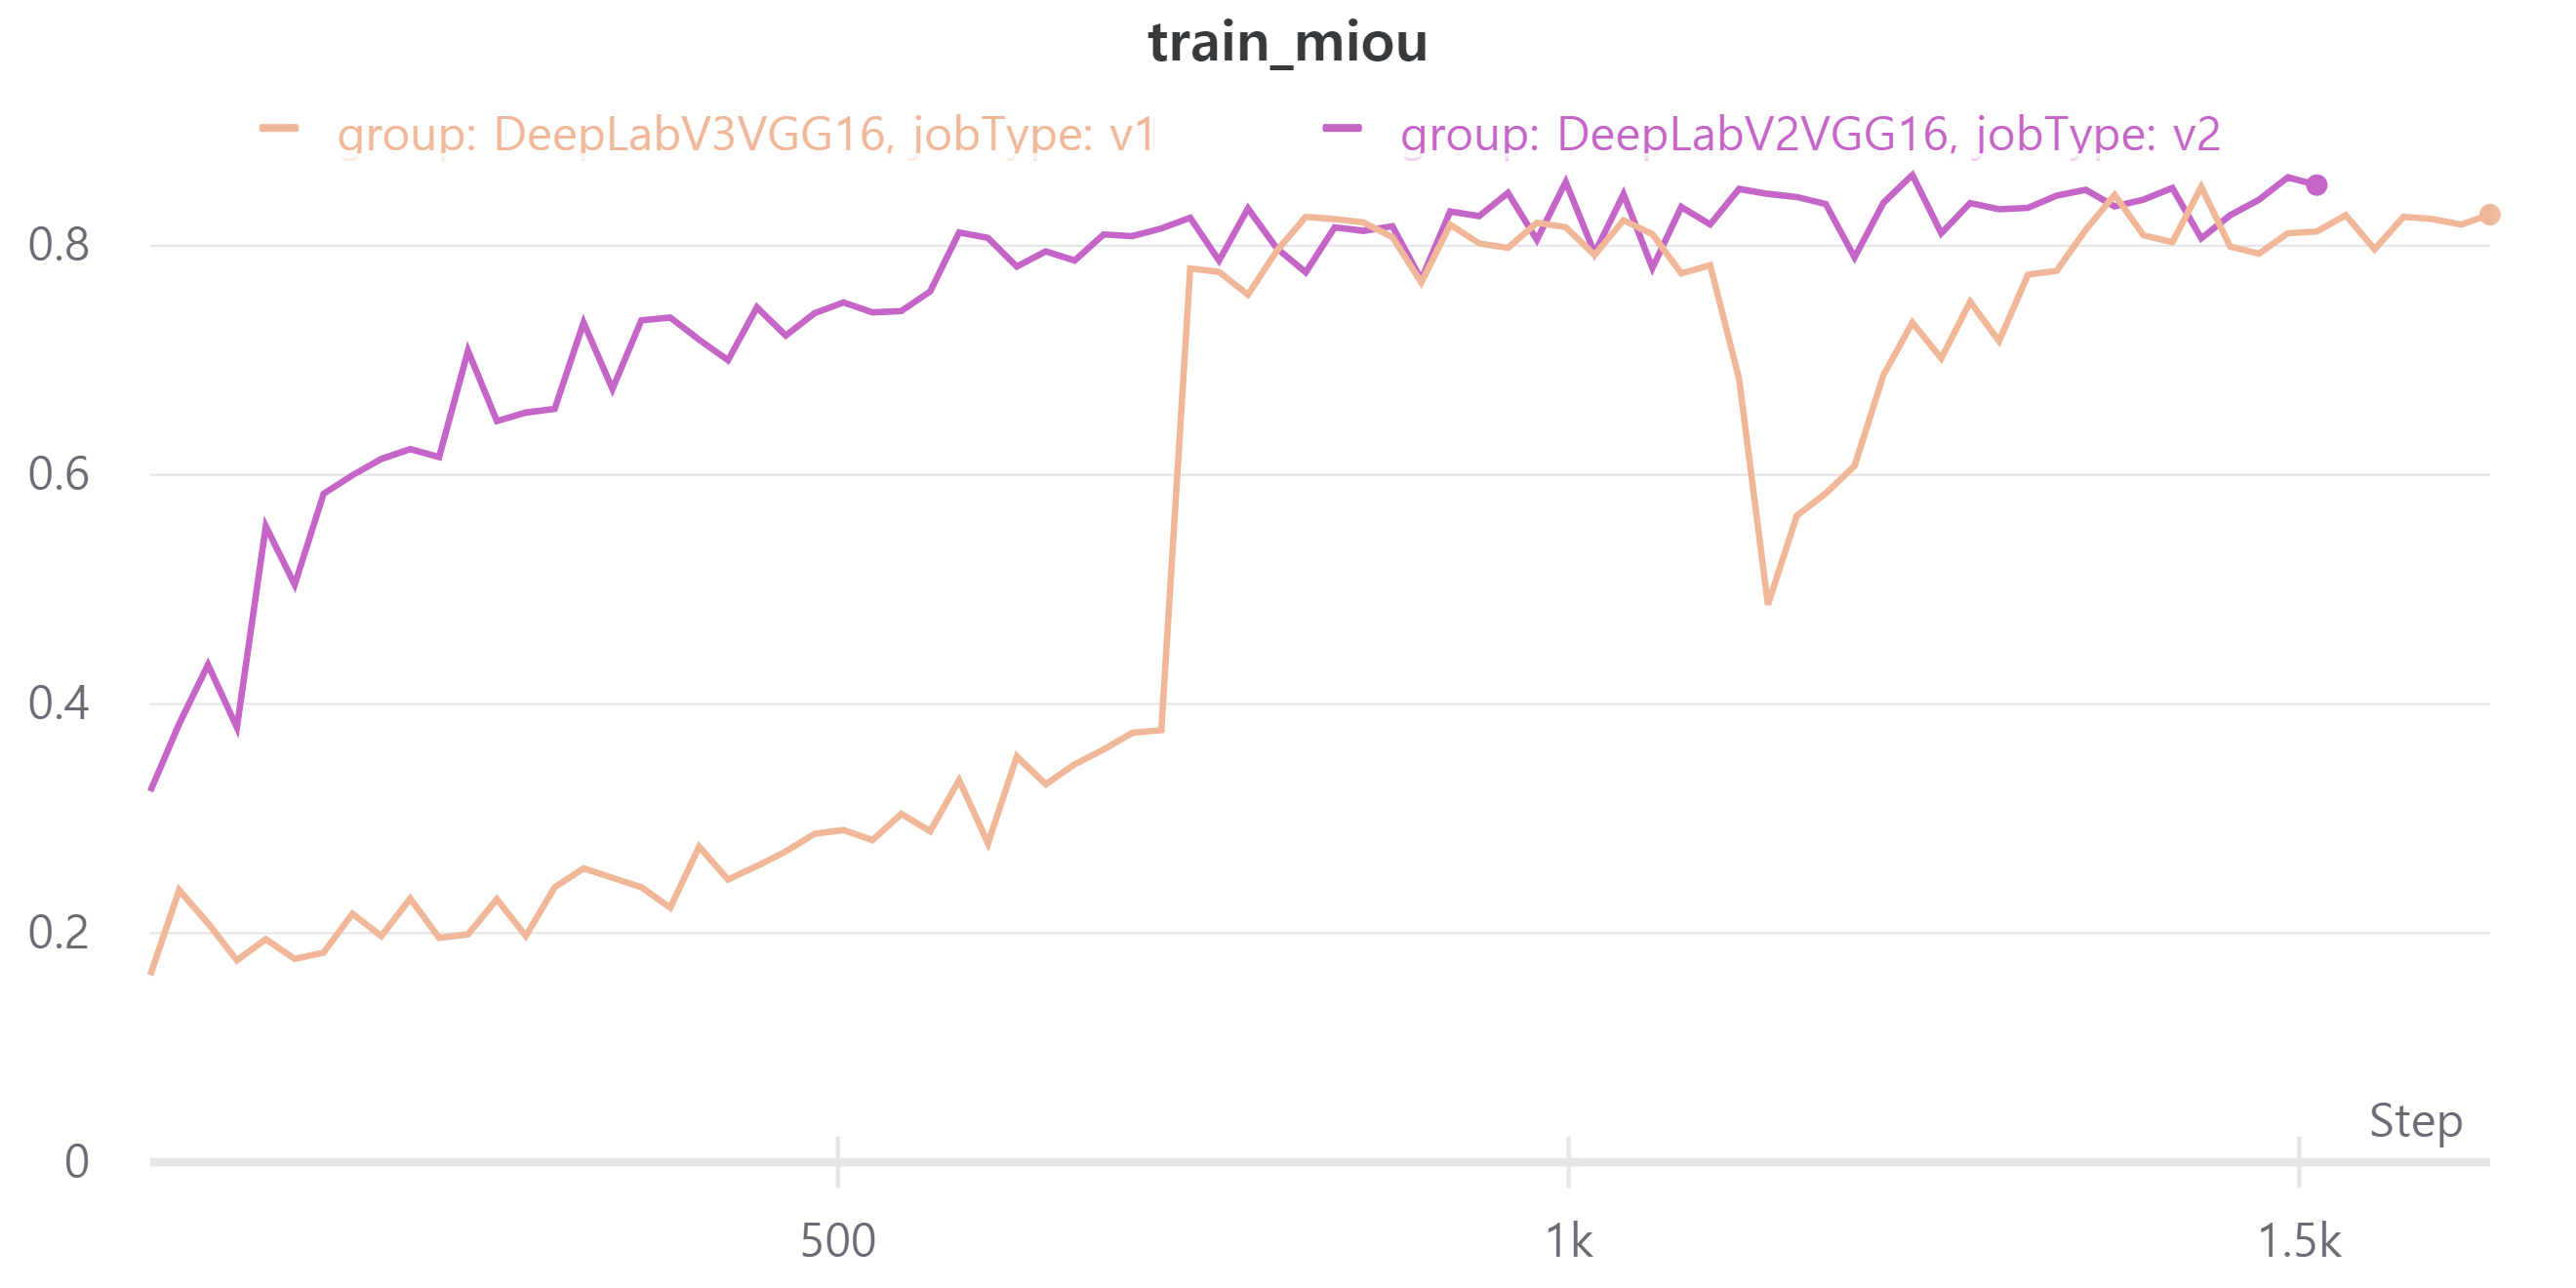 train_miou
group: DeepLabV3VGG16, jobType: v1
group: DeepLabV2VGG16, jobType: v2
0.8
0.6
0.4
0.2
0
Step
500
1k
1.5k